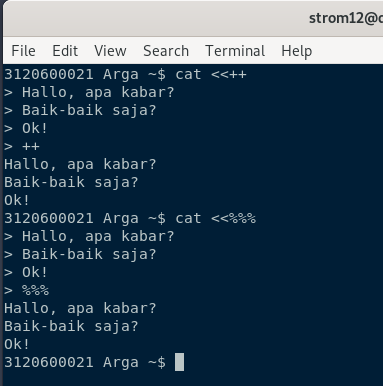 strom12@
File Edit View Search Terminal Help
3120600021 Arga ~$ cat <<++
> Hallo, apa kabar?
> Baik-baik saja?
> Ok!
> ++
Hallo, apa kabar?
Baik-baik saja?
Ok!
3120600021 Arga ~$ cat <<%%%
> Hallo, apa kabar?
> Baik-baik saja?
> Ok!
> %%%
Hallo, apa kabar?
Baik-baik saja?
Ok!
3120600021 Arga ~$